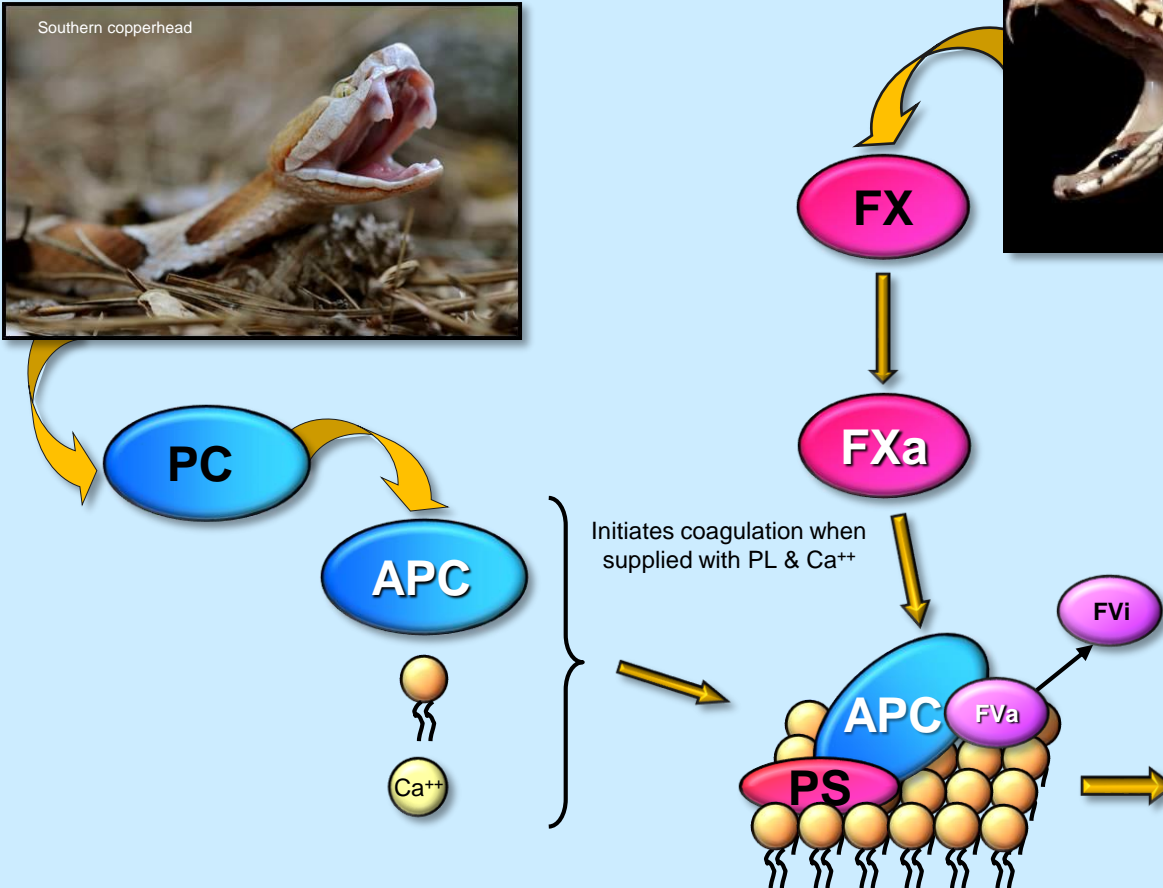 Southern copperhead
FX
FXa
PC
APC
Initiates coagulation when
supplied with PL & Ca⁺⁺
FVi
APC
FVa
PS
Ca⁺⁺